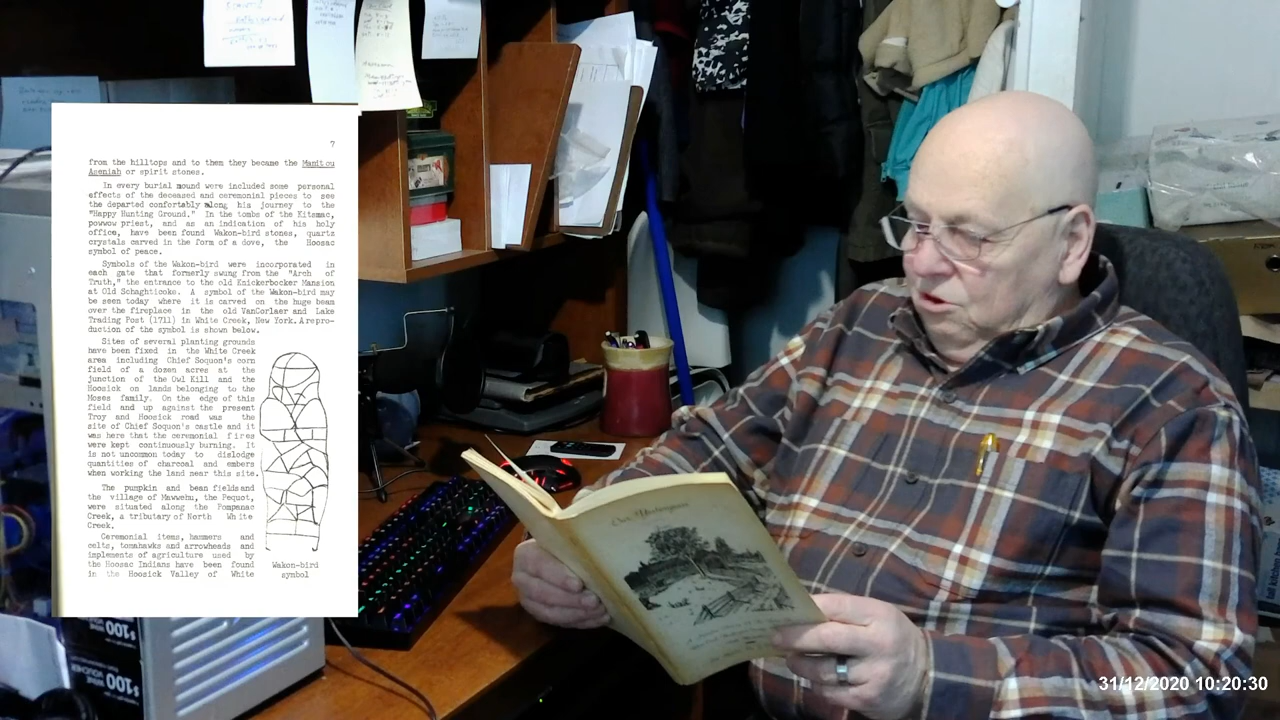 7
from the hilltops and to them they became the Manitou
Aseniah or spirit stones.
In every burial mound were included some personal
effects of the deceased and ceremonial pieces to see
the departed confortably along his journey to the
"Happy Hunting Ground." In the tombs of the Kitsmac,
powwow priest, and as an indication of his holy
office, have been found Wakon-bird stones, quartz
crystals carved in the form of a dove, the Hoosac
symbol of peace.
Symbols of the Wakon-bird were incorporated in
each gate that formerly swung from the "Arch of
Truth," the entrance to the old Knickerbocker Mansion
at Old Schaghticoke. A symbol of the Wakon-bird may
be seen today where it is carved on the huge beam
over the fireplace in the old VanCorlaer and Lake
Trading Post (1711) in White Creek, New York. A repro-
duction of the symbol is shown below.
Sites of several planting grounds
have been fixed in the White Creek
area including Chief Soquon's corn
field of a dozen acres at the
junction of the Owl Kill and the
Hoosick on lands belonging to the
Moses family. On the edge of this
field and up against the present
Troy and Hoosick road was the
site of Chief Soquon's castle and it
was here that the ceremonial fires
were kept continuously burning. It
is not uncommon today to dislodge
quantities of charcoal and embers
when working the land near this site.
The pumpkin and bean fields and
the village of Mawwehu, the Pequot,
were situated along the Pompanac
Creek, a tributary of North White
Creek.
Ceremonial items, hammers and
celts, tomahawks and arrowheads and
implements of agriculture used by
the Hoosac Indians have been found
in the Hoosick Valley of White
Wakon-bird
symbol
$100
$100
31/12/2020 10:20:30